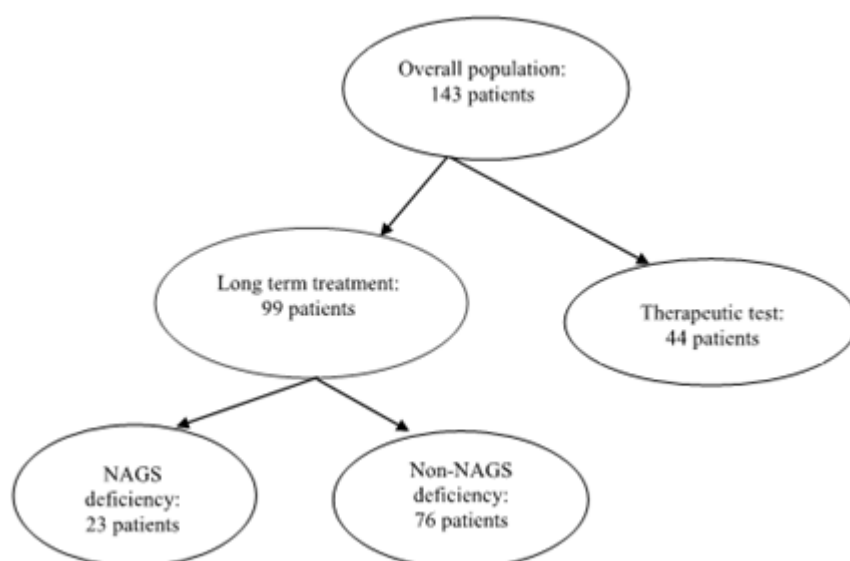 Overall population:
143 patients
Long term treatment:
99 patients
Therapeutic test:
44 patients
NAGS
deficiency:
23 patients
Non-NAGS
deficiency:
76 patients